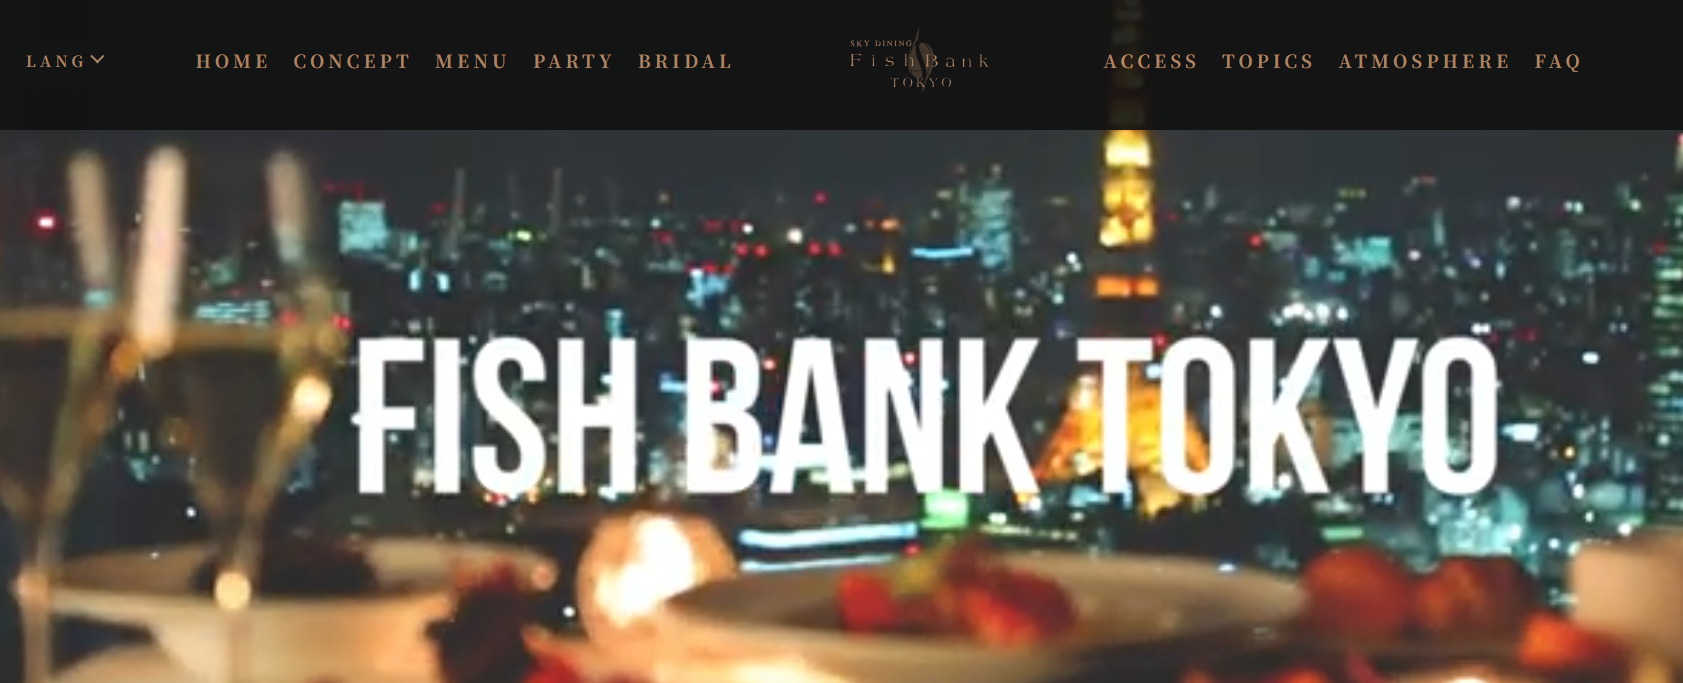 LANG
HOME CONCEPT MENU PARTY BRIDAL
SKY DINING
FishBank
TOKYO
ACCESS TOPICS ATMOSPHERE FAQ
FISH BANK TOKYO